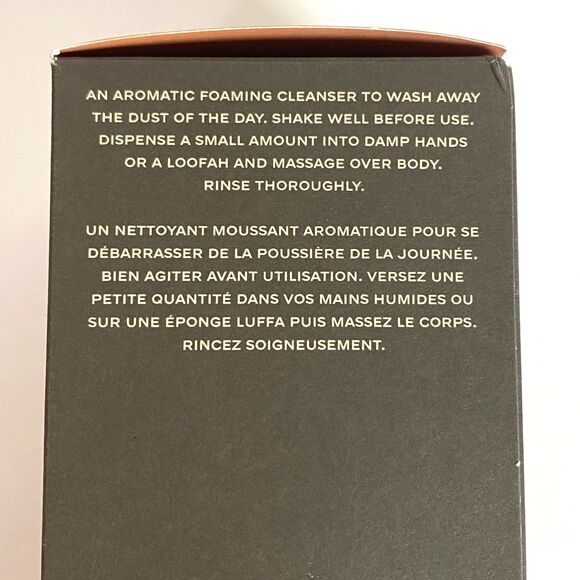 AN AROMATIC FOAMING CLEANSER TO WASH AWAY
THE DUST OF THE DAY. SHAKE WELL BEFORE USE.
DISPENSE A SMALL AMOUNT INTO DAMP HANDS
OR A LOOFAH AND MASSAGE OVER BODY.
RINSE THOROUGHLY.
UN NETTOYANT MOUSSANT AROMATIQUE POUR SE
DÉBARRASSER DE LA POUSSIÈRE DE LA JOURNÉE.
BIEN AGITER AVANT UTILISATION. VERSEZ UNE
PETITE QUANTITÉ DANS VOS MAINS HUMIDES OU
SUR UNE ÉPONGE LUFFA PUIS MASSEZ LE CORPS.
RINCEZ SOIGNEUSEMENT.